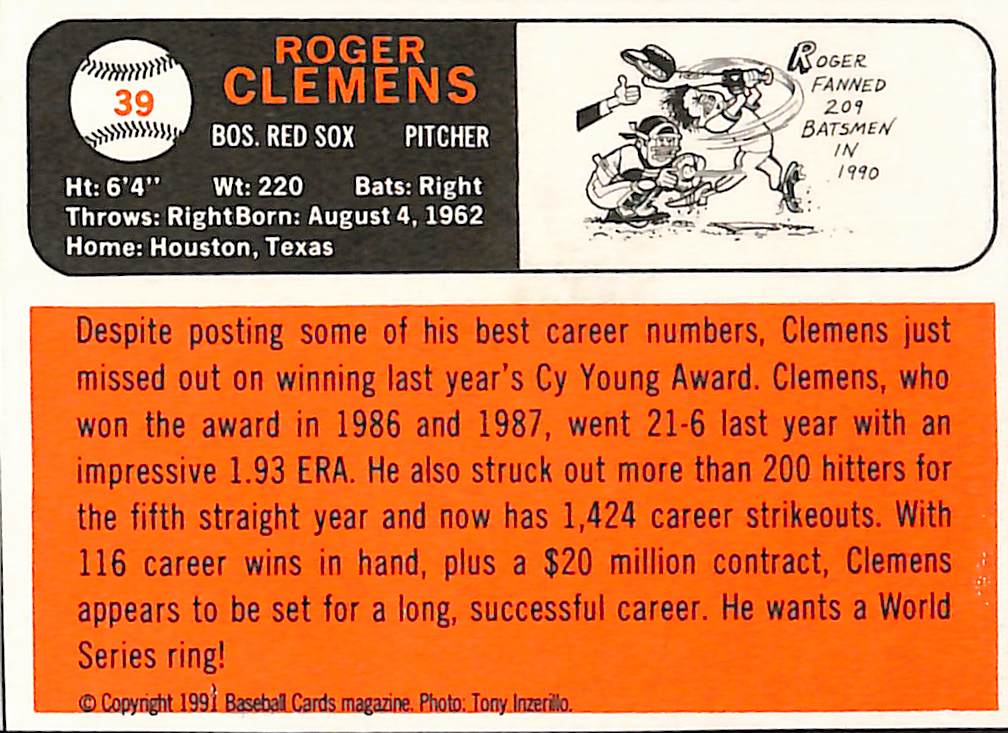 39
ROGER
CLEMENS
BOS. RED SOX PITCHER
Ht: 6'4" Wt: 220 Bats: Right
Throws: RightBorn: August 4, 1962
Home: Houston, Texas
ROGER
FANNED
209
BATSMEN
IN
1990
Despite posting some of his best career numbers, Clemens just
missed out on winning last year's Cy Young Award. Clemens, who
won the award in 1986 and 1987, went 21-6 last year with an
impressive 1.93 ERA. He also struck out more than 200 hitters for
the fifth straight year and now has 1,424 career strikeouts. With
116 career wins in hand, plus a $20 million contract, Clemens
appears to be set for a long, successful career. He wants a World
Series ring!
© Copyright 1991 Baseball Cards magazine. Photo: Tony Inzerillo.